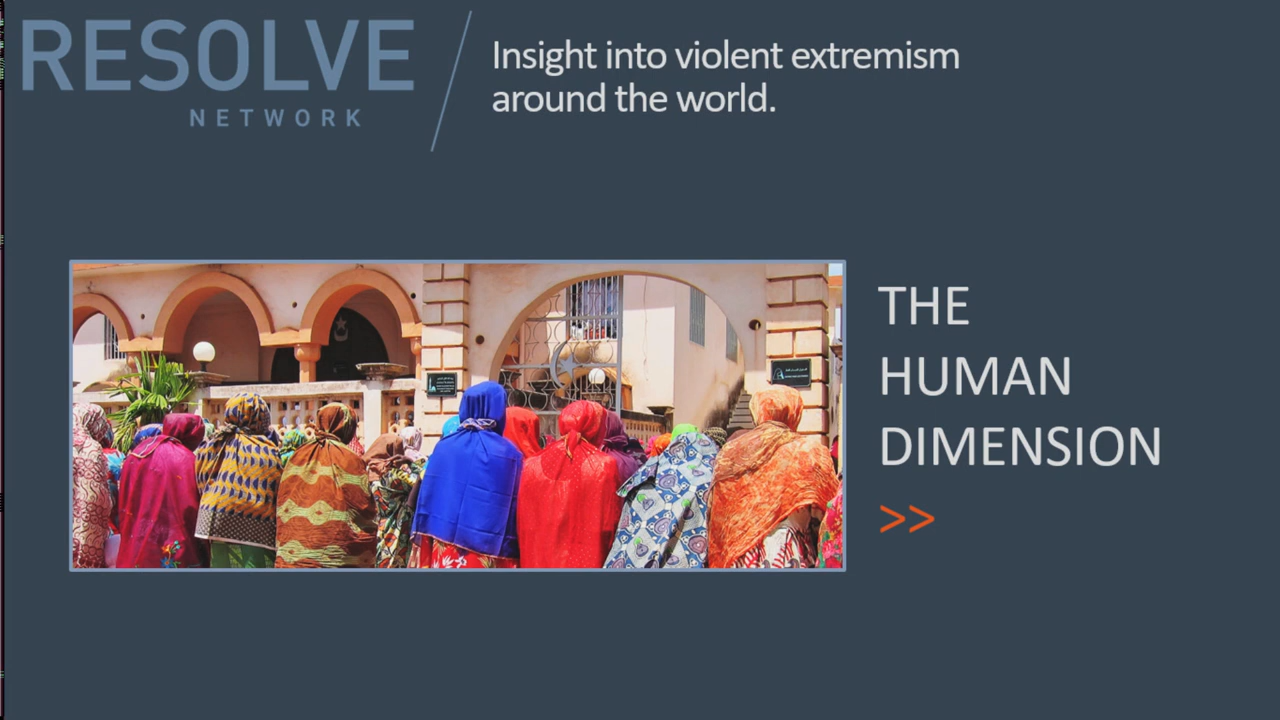 RESOLVE
NETWORK
Insight into violent extremism
around the world.
THE
HUMAN
DIMENSION
>>